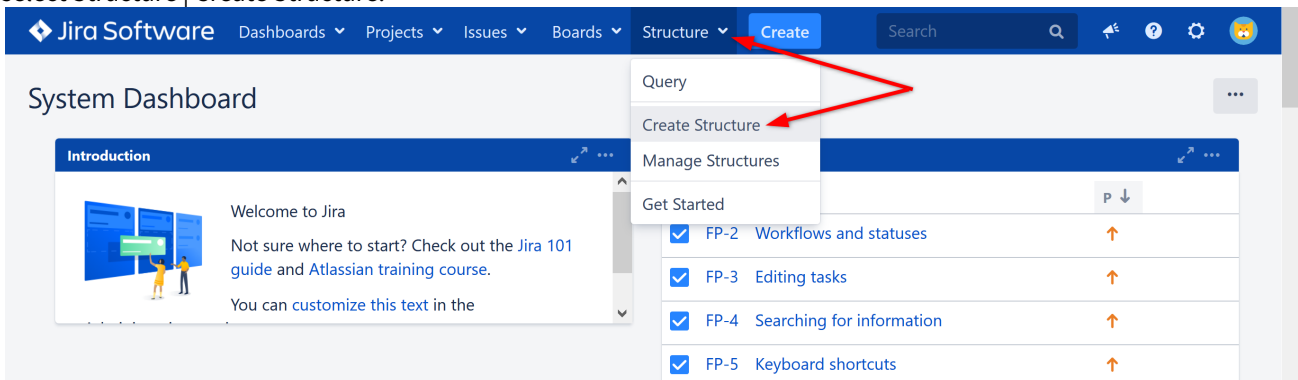 Select Structure | Create Structure.
Jira Software Dashboards Projects Issues Boards Structure Create Search
System Dashboard
Query
Create Structure
Manage Structures
Get Started
Introduction
Welcome to Jira
Not sure where to start? Check out the Jira 101
guide and Atlassian training course.
You can customize this text in the
P
FP-2 Workflows and statuses
FP-3 Editing tasks
FP-4 Searching for information
FP-5 Keyboard shortcuts